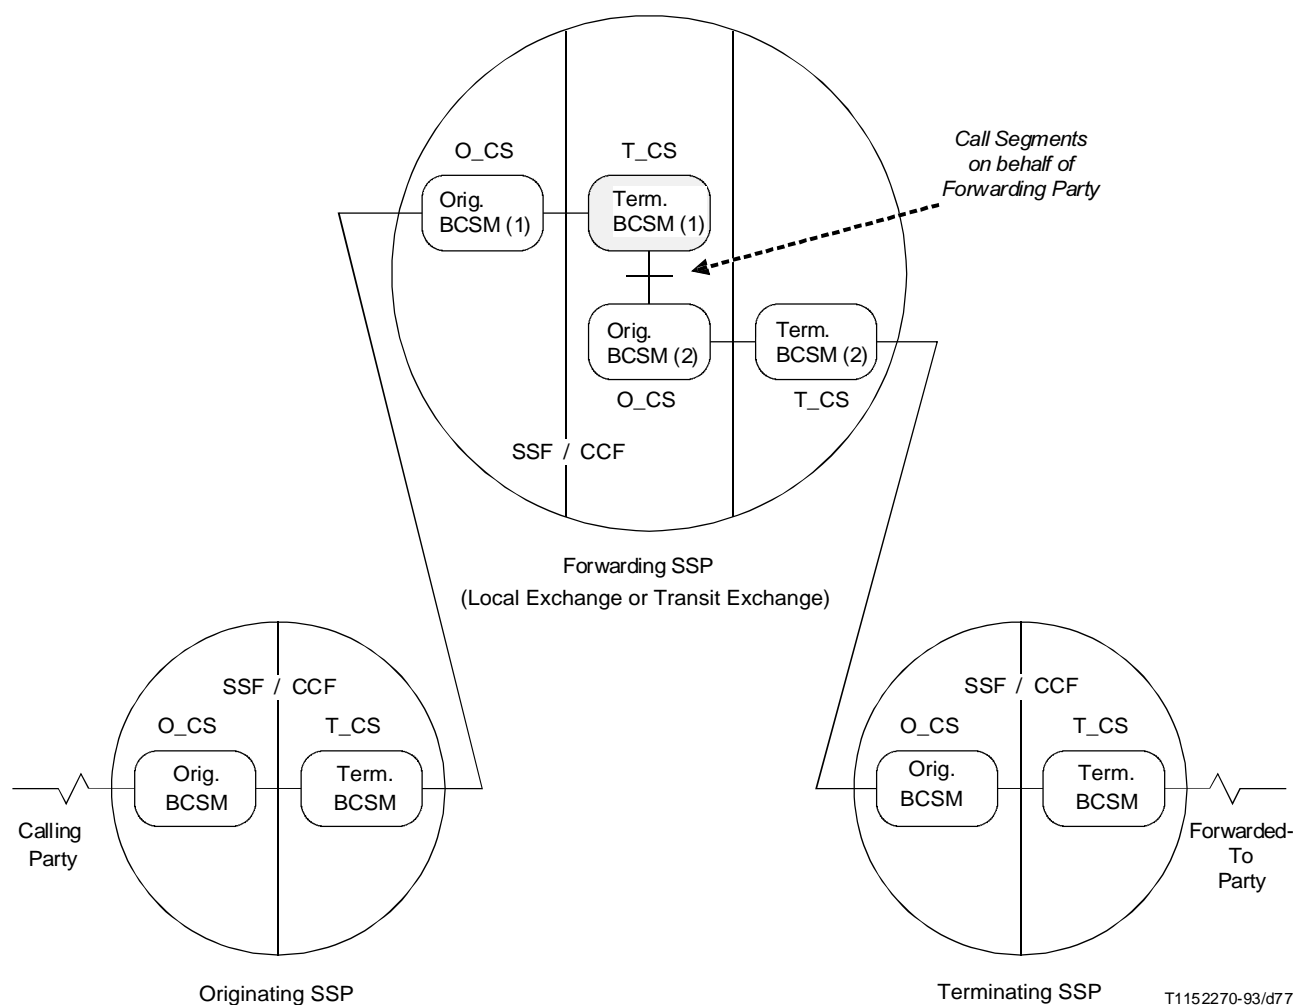 O_CS
T_CS
Call Segments
on behalf of
Forwarding Party
Orig.
BCSM (1)
Term.
BCSM (1)
Orig.
BCSM (2)
Term.
BCSM (2)
O_CS
T_CS
SSF / CCF
Forwarding SSP
(Local Exchange or Transit Exchange)
SSF / CCF
O_CS
T_CS
Orig.
BCSM
Term.
BCSM
Calling
Party
Originating SSP
SSF / CCF
O_CS
T_CS
Orig.
BCSM
Term.
BCSM
Forwarded-
To
Party
Terminating SSP
T1152270-93/d77